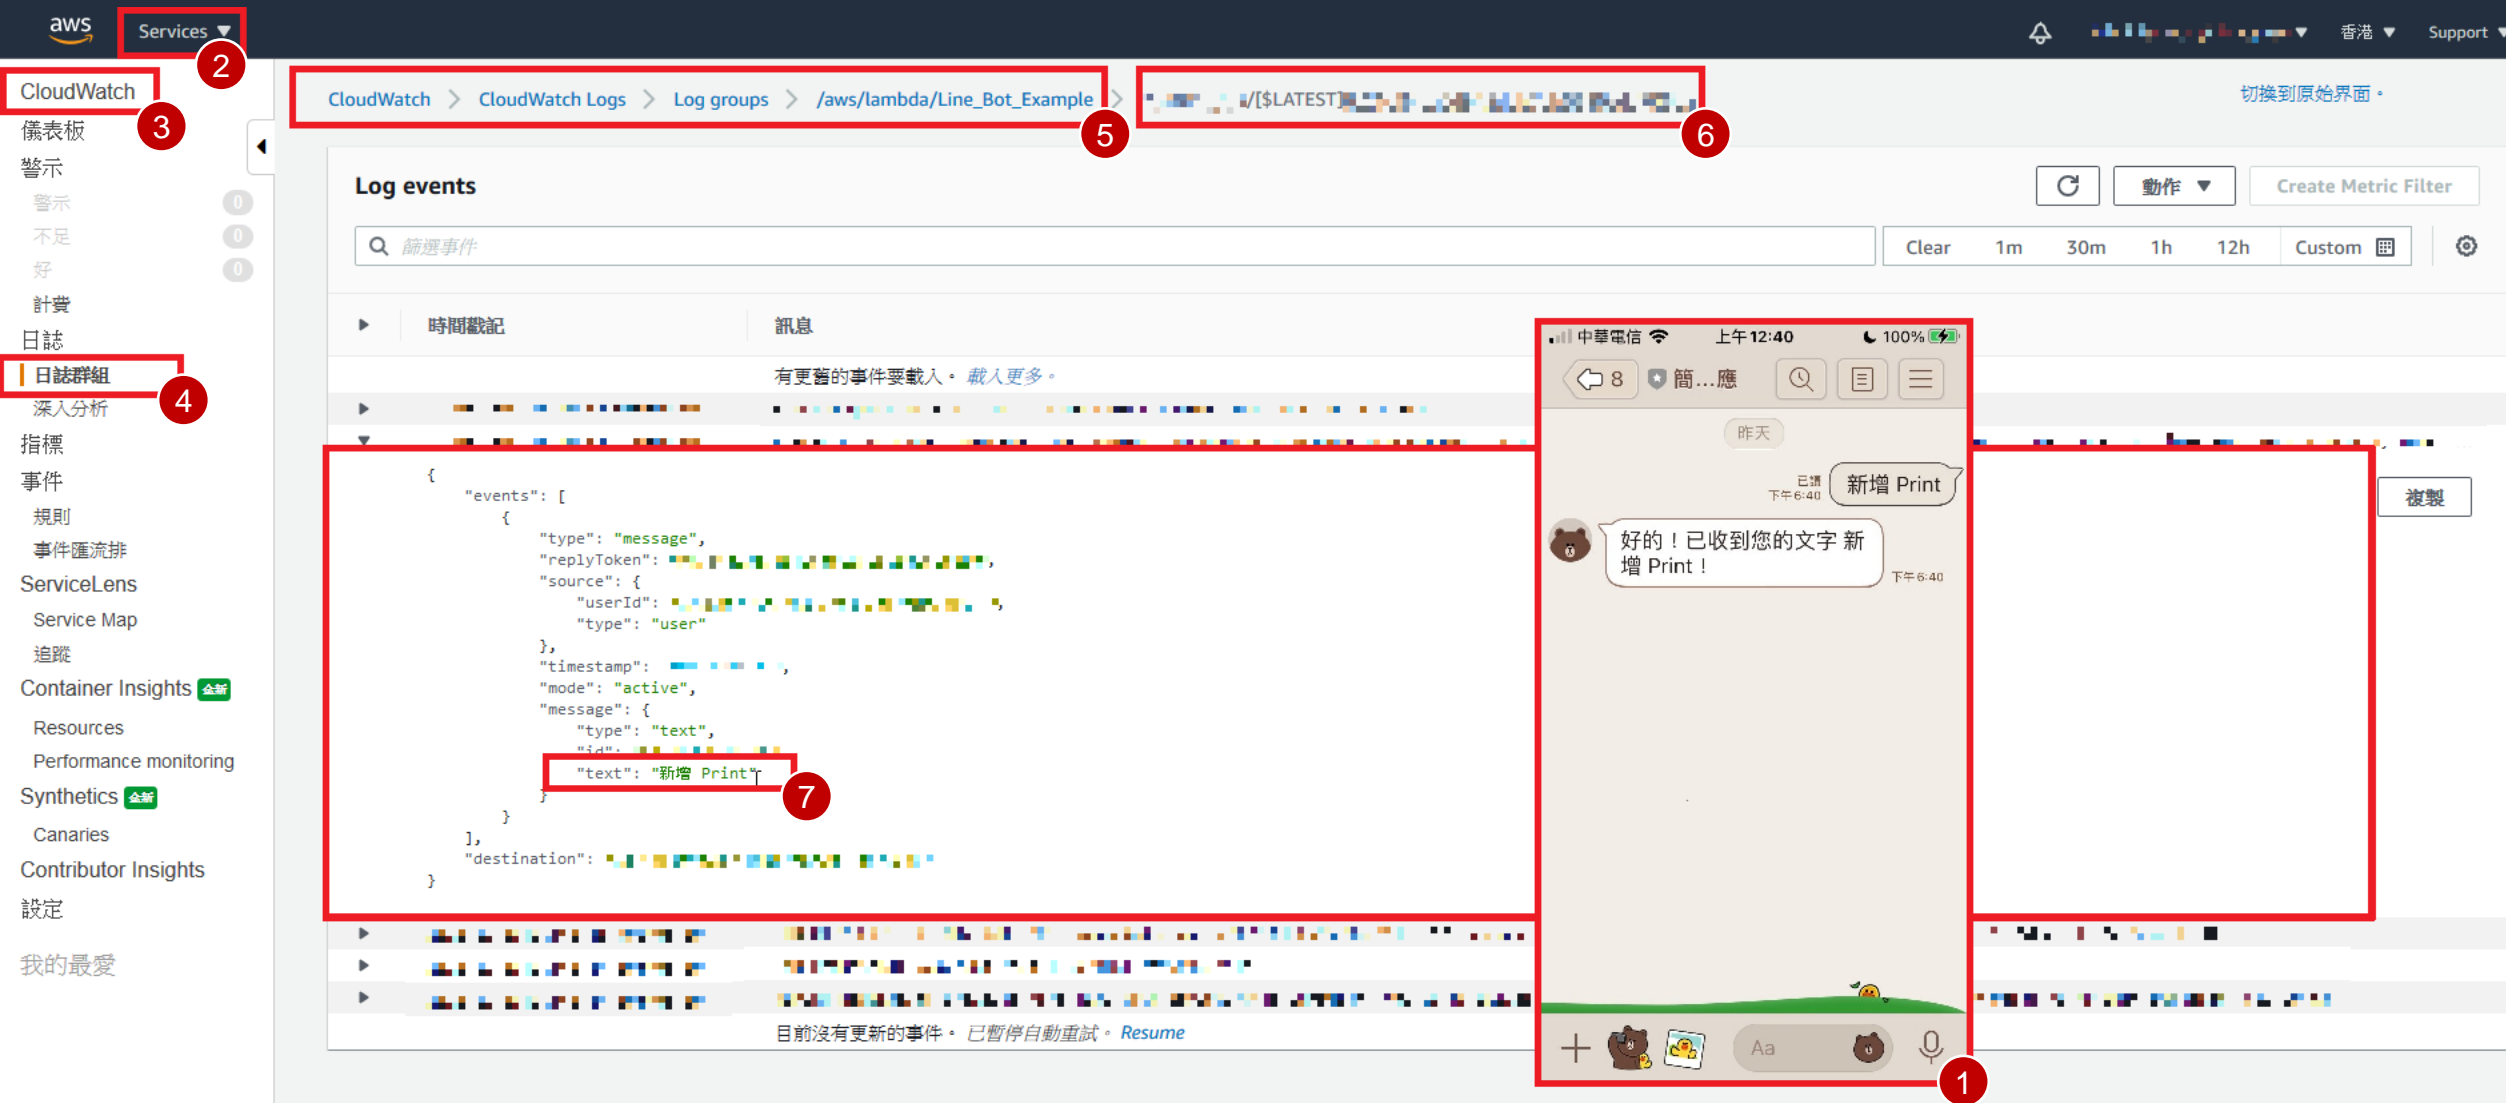 aws Services ▼ 香港 ▼ Support ▼
2
CloudWatch
3
儀表板
警示
警示 0
不足 0
好 0
計費
日誌
日誌群組
4
深入分析
指標
事件
規則
事件匯流排
ServiceLens
Service Map
追蹤
Container Insights 全新
Resources
Performance monitoring
Synthetics 全新
Canaries
Contributor Insights
設定
我的最愛
CloudWatch > CloudWatch Logs > Log groups > /aws/lambda/Line_Bot_Example > /[$LATEST]
5
6
切換到原始界面。
Log events
動作 ▼
Create Metric Filter
篩選事件
Clear 1m 30m 1h 12h Custom
時間戳記 訊息
有更舊的事件要載入。 載入更多。
{
"events": [
{
"type": "message",
"replyToken": ,
"source": {
"userId": ",
"type": "user"
},
"timestamp": ,
"mode": "active",
"message": {
"type": "text",
"id":
"text": "新增 Print"
7
}
}
],
"destination":
}
複製
目前沒有更新的事件。 已暫停自動重試。 Resume
中華電信 上午12:40 100%
8 簡...應
昨天
已讀
下午6:40
新增 Print
好的！已收到您的文字 新
增 Print！
下午6:40
Aa
1